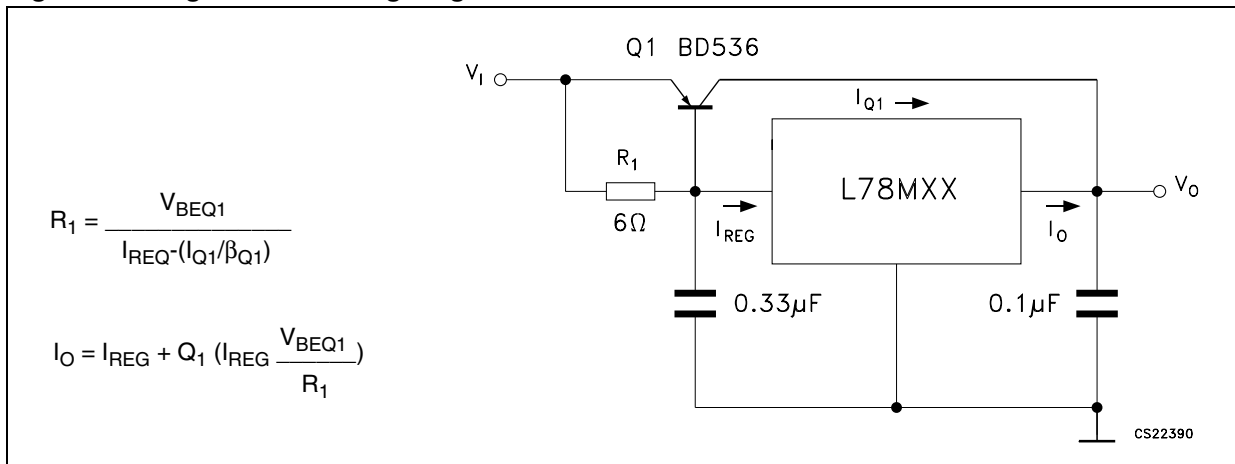 Q1 BD536
V_I
I_Q1
R_1
6Ω
I_REG
L78MXX
I_O
V_O
0.33µF
0.1µF
R_1 = V_BEQ1
I_REQ-(I_Q1/β_Q1)
I_O = I_REG + Q_1 (I_REG V_BEQ1)
R_1
CS22390